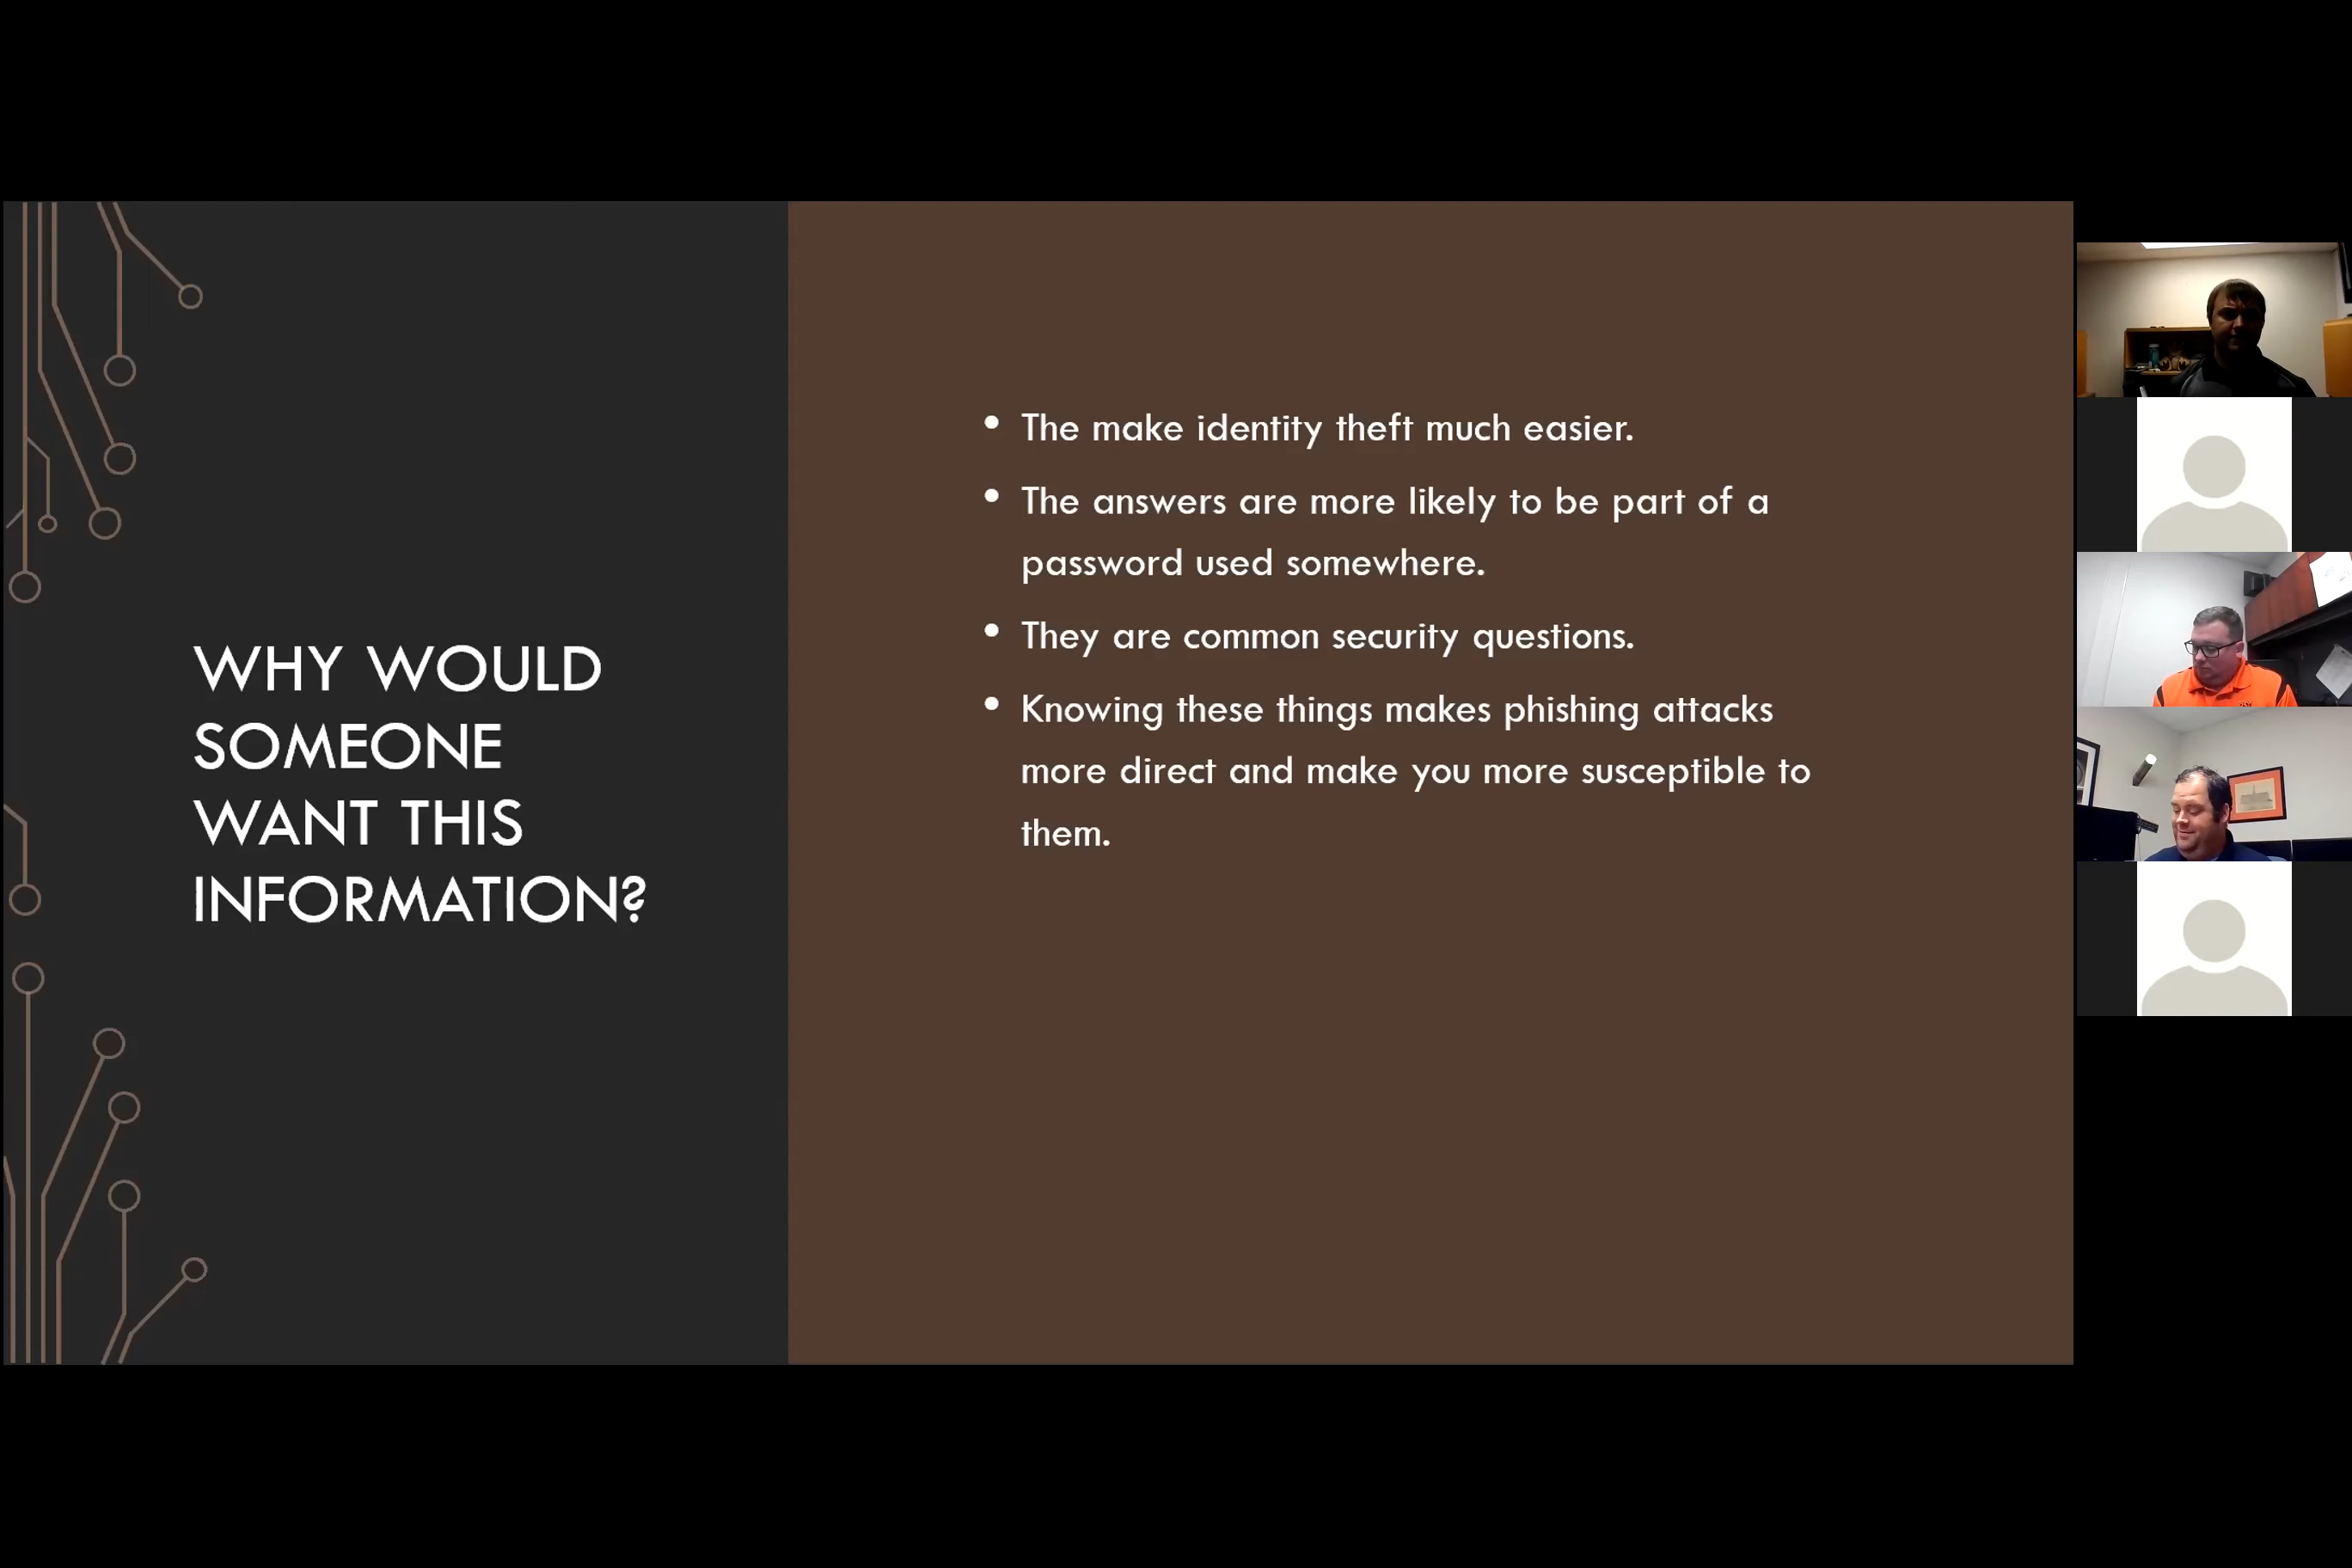 WHY WOULD
SOMEONE
WANT THIS
INFORMATION?
• The make identity theft much easier.
• The answers are more likely to be part of a
password used somewhere.
• They are common security questions.
• Knowing these things makes phishing attacks
more direct and make you more susceptible to
them.